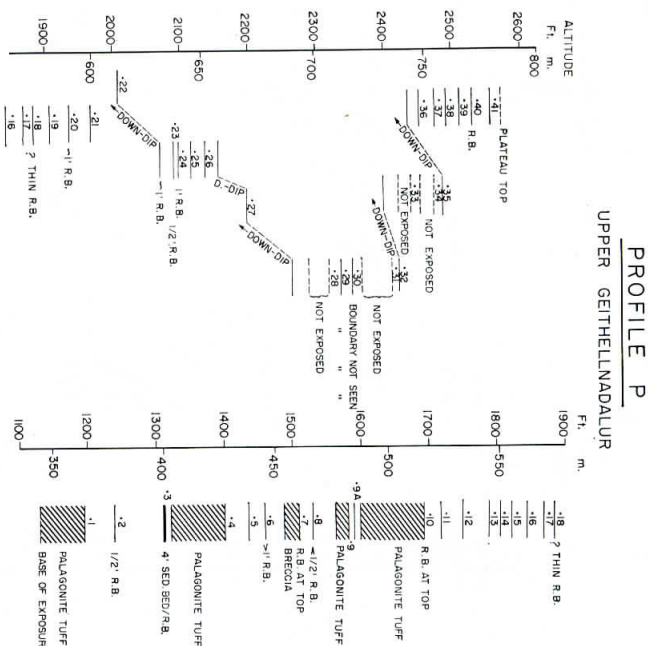 PROFILE P
UPPER GEITHELLNADALUR
ALTITUDE
Ft. m.
2600
800
2500
750
2400
2300
700
2200
650
2100
2000
600
1900
PLATEAU TOP
·41
·40
R.B.
·39
·38
·37
·36
DOWN-DIP
·35
·34
NOT EXPOSED
·33
NOT EXPOSED
DOWN-DIP
·32
·31
NOT EXPOSED
·30
BOUNDARY NOT SEEN
·29
" "
·28
" "
NOT EXPOSED
DOWN-DIP
·27
D.-DIP
·26
·25
·24
1' R.B.
·23
1/2' R.B.
~1' R.B.
DOWN-DIP
·22
·21
·20
~1' R.B.
·19
·18
·17
? THIN R.B.
·16
Ft. m.
1900
1800
550
1700
1600
500
1500
450
1400
1300
400
1200
350
1100
·18
·17
? THIN R.B.
·16
·15
·14
·13
·12
·11
·10
R.B. AT TOP
PALAGONITE TUFF
·9A
·9
PALAGONITE TUFF
·8
<1/2' R.B.
·7
R.B. AT TOP
BRECCIA
·6
>1' R.B.
·5
·4
PALAGONITE TUFF
·3
4' SED. BED/R.B.
·2
1/2' R.B.
·1
PALAGONITE TUFF
BASE OF EXPOSUR